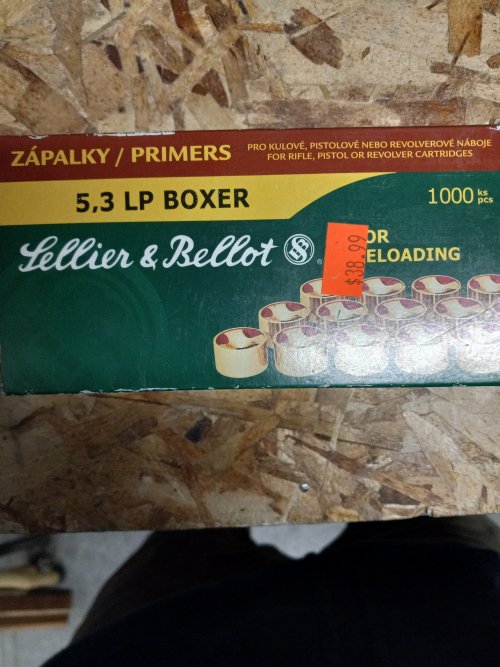 ZÁPALKY / PRIMERS
PRO KULOVÉ, PISTOLOVÉ NEBO REVOLVEROVÉ NÁBOJE
FOR RIFLE, PISTOL OR REVOLVER CARTRIDGES
5,3 LP BOXER
1000 ks
pcs
Sellier & Bellot
SB
$38.99
OR
ELOADING